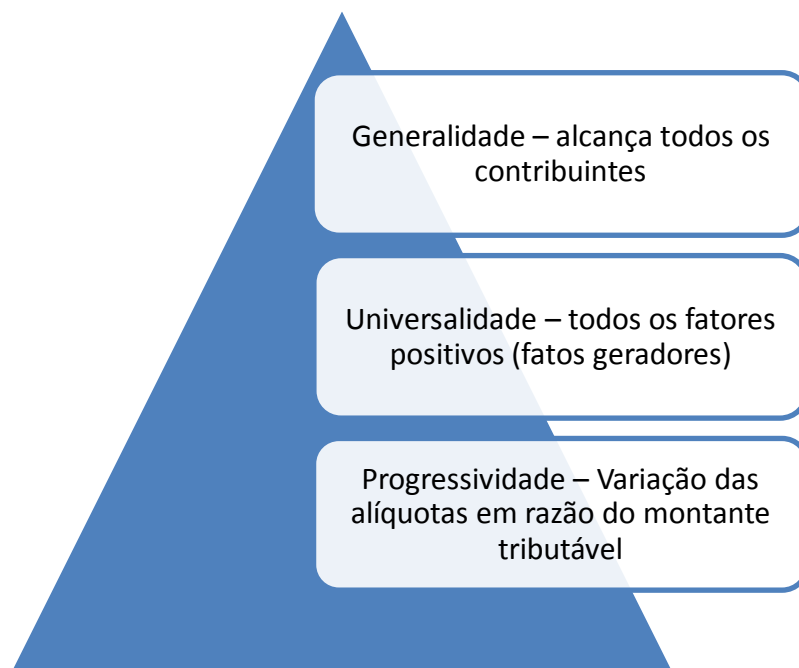 Generalidade – alcança todos os
contribuintes
Universalidade – todos os fatores
positivos (fatos geradores)
Progressividade – Variação das
alíquotas em razão do montante
tributável